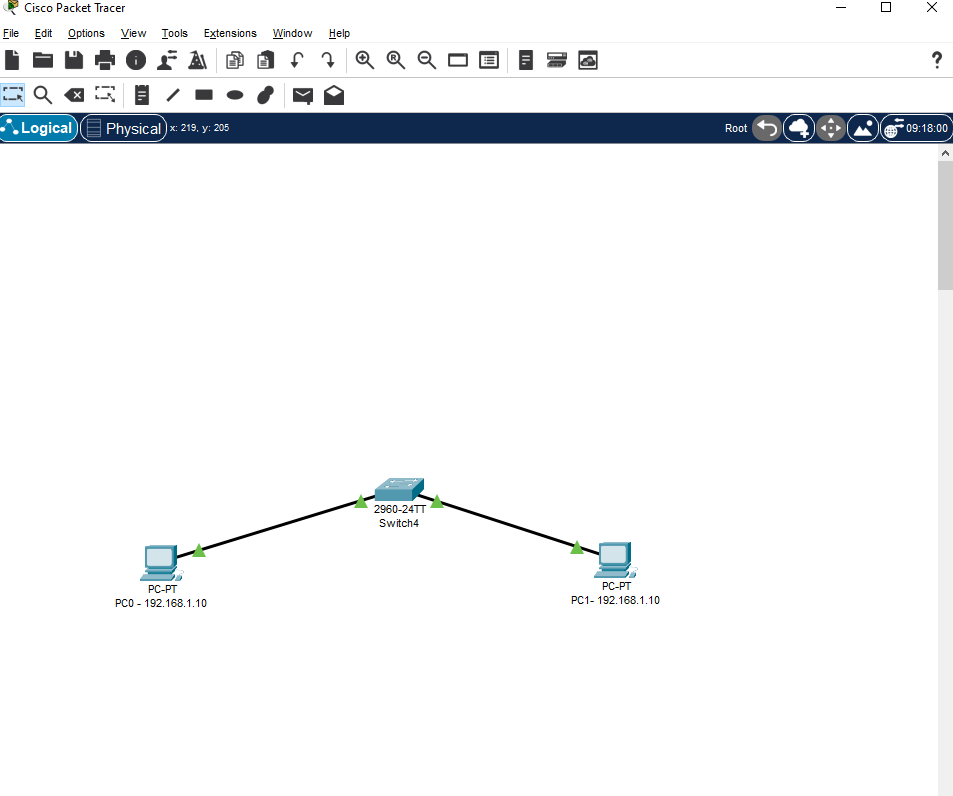 Cisco Packet Tracer
File Edit Options View Tools Extensions Window Help
Logical Physical x: 219, y: 205 Root 09:18:00
2960-24TT
Switch4
PC-PT
PC0 - 192.168.1.10
PC-PT
PC1- 192.168.1.10